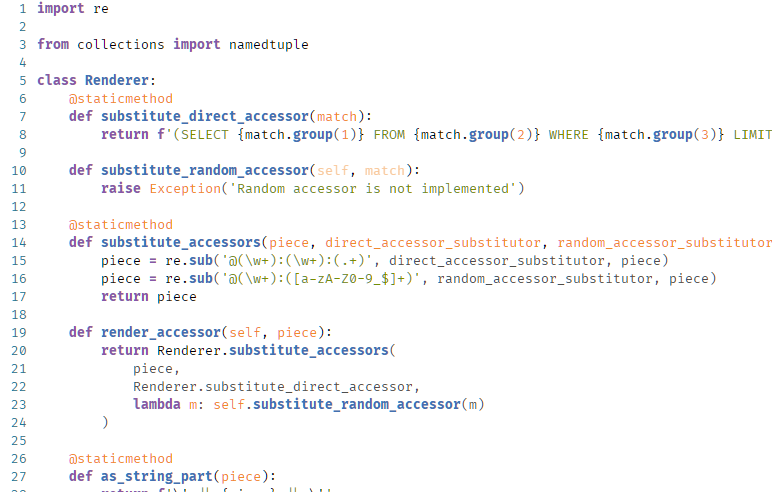 1 import re
2
3 from collections import namedtuple
4
5 class Renderer:
6     @staticmethod
7     def substitute_direct_accessor(match):
8         return f'(SELECT {match.group(1)} FROM {match.group(2)} WHERE {match.group(3)} LIMIT
9
10     def substitute_random_accessor(self, match):
11         raise Exception('Random accessor is not implemented')
12
13     @staticmethod
14     def substitute_accessors(piece, direct_accessor_substitutor, random_accessor_substitutor
15         piece = re.sub('@(\w+):(\w+):(.+)', direct_accessor_substitutor, piece)
16         piece = re.sub('@(\w+):([a-zA-Z0-9_$]+)', random_accessor_substitutor, piece)
17         return piece
18
19     def render_accessor(self, piece):
20         return Renderer.substitute_accessors(
21             piece,
22             Renderer.substitute_direct_accessor,
23             lambda m: self.substitute_random_accessor(m)
24         )
25
26     @staticmethod
27     def as_string_part(piece):